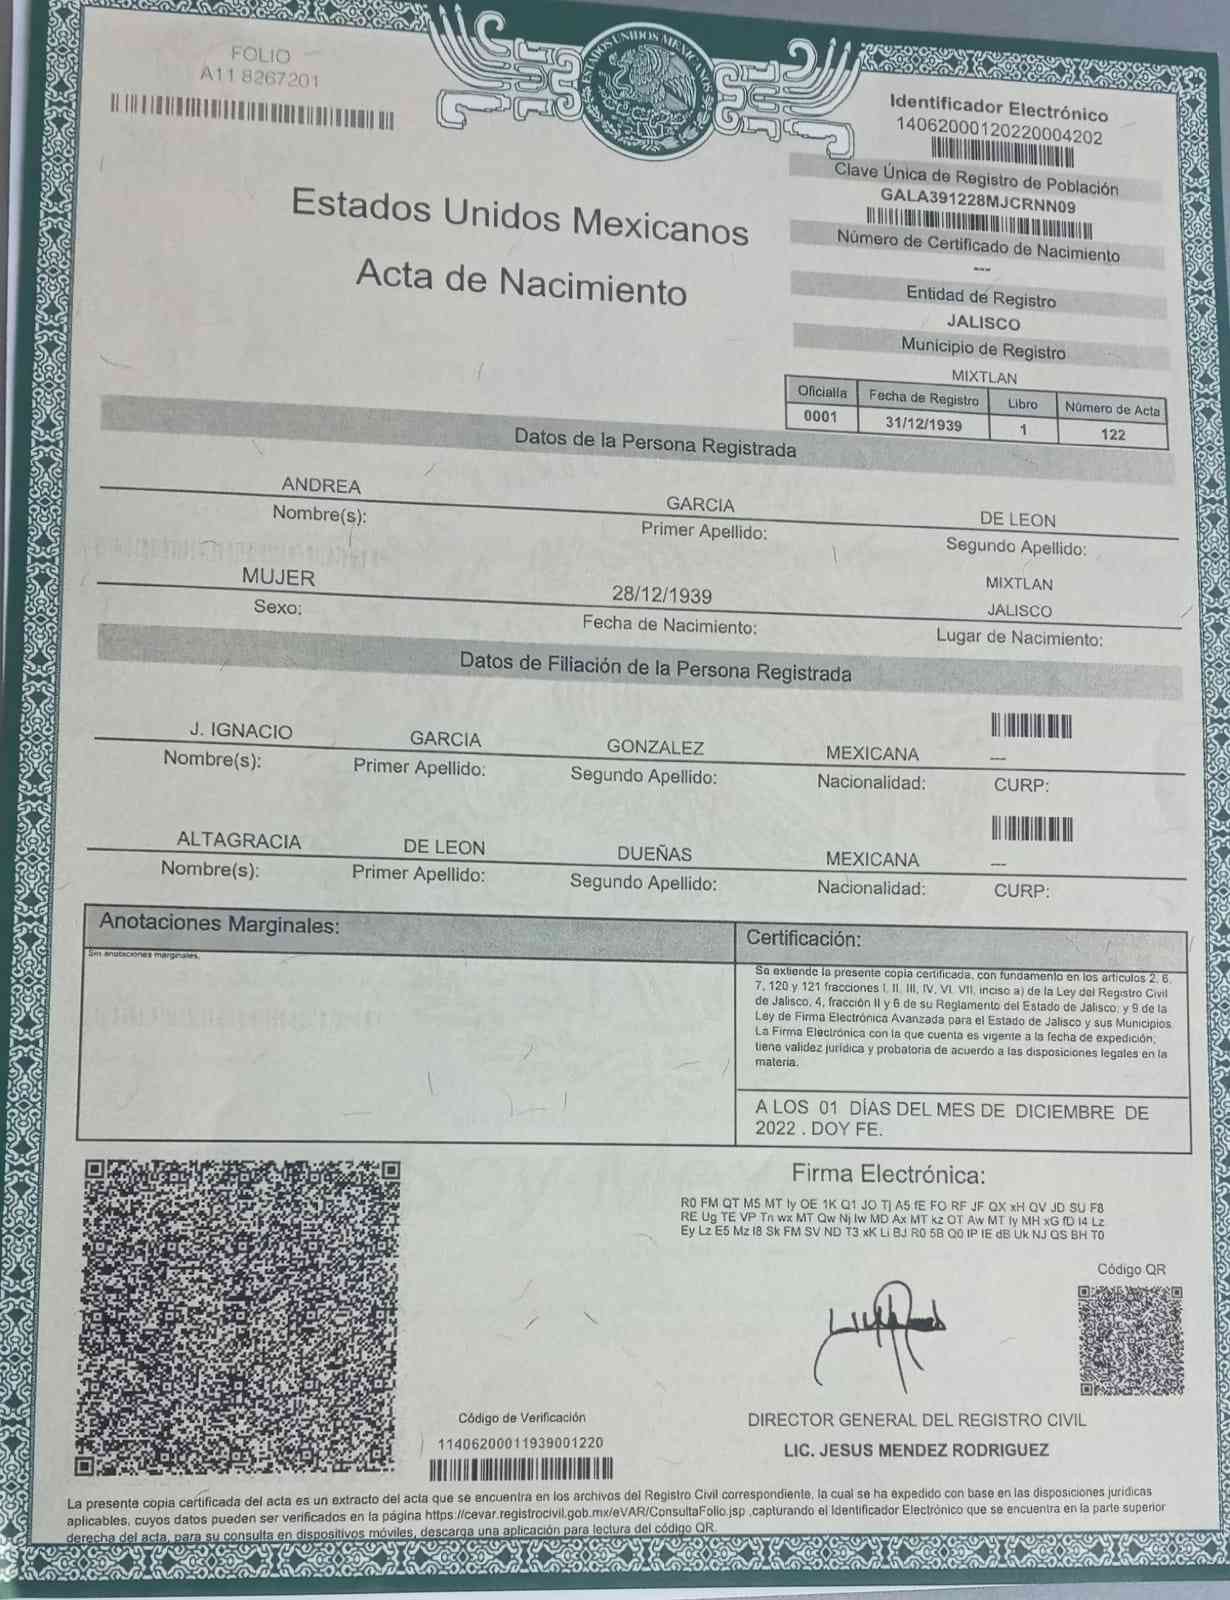 ESTADOS UNIDOS MEXICANOS
FOLIO
A11 8267201
Identificador Electrónico
14062000120220004202
Clave Única de Registro de Población
GALA391228MJCRNN09
Número de Certificado de Nacimiento
---
Entidad de Registro
JALISCO
Municipio de Registro
MIXTLAN
Estados Unidos Mexicanos
Acta de Nacimiento
Oficialía Fecha de Registro Libro Número de Acta
0001 31/12/1939 1 122
Datos de la Persona Registrada
ANDREA GARCIA DE LEON
Nombre(s): Primer Apellido: Segundo Apellido:
MUJER 28/12/1939 MIXTLAN
JALISCO
Sexo: Fecha de Nacimiento: Lugar de Nacimiento:
Datos de Filiación de la Persona Registrada
J. IGNACIO GARCIA GONZALEZ MEXICANA ---
Nombre(s): Primer Apellido: Segundo Apellido: Nacionalidad: CURP:
ALTAGRACIA DE LEON DUEÑAS MEXICANA ---
Nombre(s): Primer Apellido: Segundo Apellido: Nacionalidad: CURP:
Anotaciones Marginales:
Sin anotaciones marginales.
Certificación:
Se extiende la presente copia certificada, con fundamento en los artículos 2, 6,
7, 120 y 121 fracciones I, II, III, IV, VI, VII, inciso a) de la Ley del Registro Civil
de Jalisco; 4, fracción II y 6 de su Reglamento del Estado de Jalisco; y 9 de la
Ley de Firma Electrónica Avanzada para el Estado de Jalisco y sus Municipios.
La Firma Electrónica con la que cuenta es vigente a la fecha de expedición;
tiene validez jurídica y probatoria de acuerdo a las disposiciones legales en la
materia.
A LOS 01 DÍAS DEL MES DE DICIEMBRE DE
2022 . DOY FE.
Firma Electrónica:
R0 FM QT M5 MT Iy OE 1K Q1 JO Tj A5 fE FO RF JF QX xH QV JD SU F8
RE Ug TE VP Tn wx MT Qw Nj Iw MD Ax MT kz OT Aw MT Iy MH xG fD I4 Lz
Ey Lz E5 Mz I8 Sk FM SV ND T3 xK Li BJ R0 5B Q0 lP IE dB Uk NJ QS BH T0
Código QR
Código de Verificación
11406200011939001220
DIRECTOR GENERAL DEL REGISTRO CIVIL
LIC. JESUS MENDEZ RODRIGUEZ
La presente copia certificada del acta es un extracto del acta que se encuentra en los archivos del Registro Civil correspondiente, la cual se ha expedido con base en las disposiciones jurídicas
aplicables, cuyos datos pueden ser verificados en la página https://cevar.registrocivil.gob.mx/eVAR/ConsultaFolio.jsp ,capturando el Identificador Electrónico que se encuentra en la parte superior
derecha del acta, para su consulta en dispositivos móviles, descarga una aplicación para lectura del código QR.